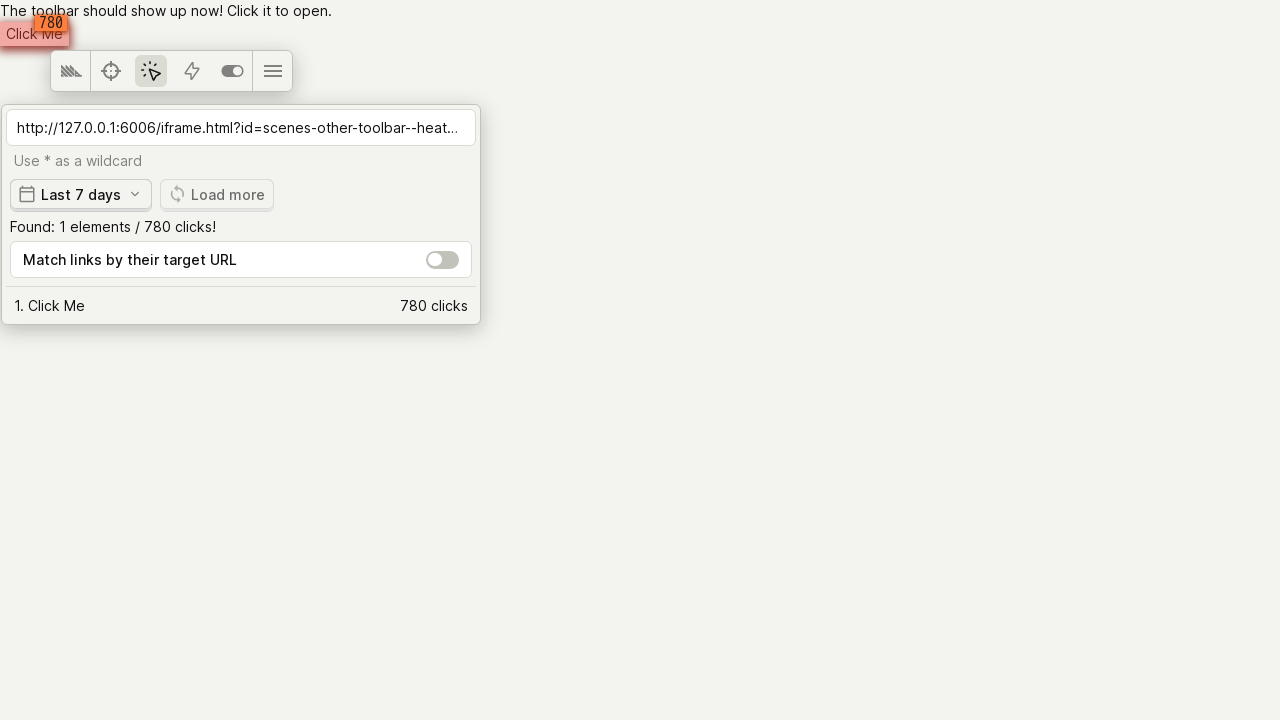 The toolbar should show up now! Click it to open.
780
Click Me
http://127.0.0.1:6006/iframe.html?id=scenes-other-toolbar--heat...
Use * as a wildcard
Last 7 days
Load more
Found: 1 elements / 780 clicks!
Match links by their target URL
1. Click Me 780 clicks